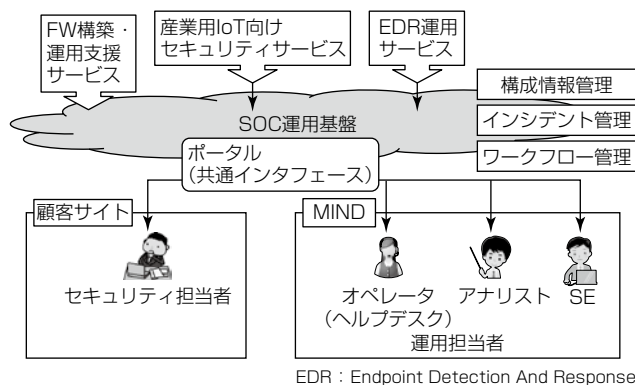 FW構築・
運用支援
サービス
産業用IoT向け
セキュリティサービス
EDR運用
サービス
構成情報管理
SOC運用基盤
インシデント管理
ポータル
（共通インタフェース）
ワークフロー管理
顧客サイト
MIND
セキュリティ担当者
オペレータ
（ヘルプデスク）
アナリスト
SE
運用担当者
EDR：Endpoint Detection And Response